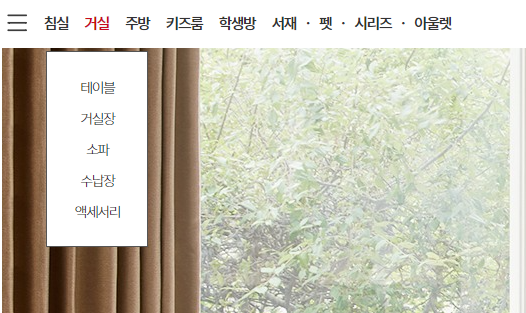 침실 거실 주방 키즈룸 학생방 서재 · 펫 · 시리즈 · 아울렛
테이블
거실장
소파
수납장
액세서리